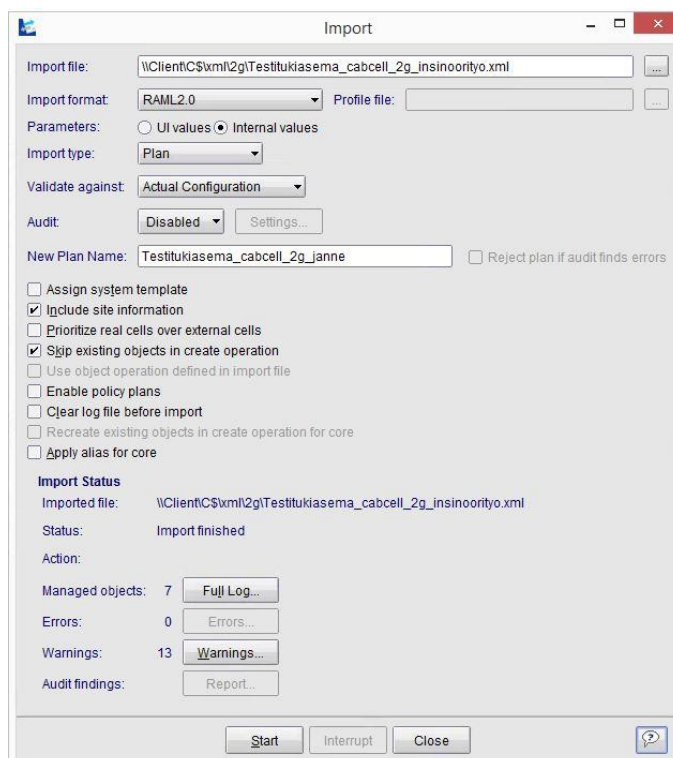 Import
Import file: \\Client\C$\xml\2g\Testitukiasema_cabcell_2g_insinoorityo.xml ...
Import format: RAML2.0 Profile file: ...
Parameters: UI values Internal values
Import type: Plan
Validate against: Actual Configuration
Audit: Disabled Settings...
New Plan Name: Testitukiasema_cabcell_2g_janne Reject plan if audit finds errors
Assign system template
Include site information
Prioritize real cells over external cells
Skip existing objects in create operation
Use object operation defined in import file
Enable policy plans
Clear log file before import
Recreate existing objects in create operation for core
Apply alias for core
Import Status
Imported file: \\Client\C$\xml\2g\Testitukiasema_cabcell_2g_insinoorityo.xml
Status: Import finished
Action:
Managed objects: 7 Full Log...
Errors: 0 Errors...
Warnings: 13 Warnings...
Audit findings: Report...
Start Interrupt Close ?